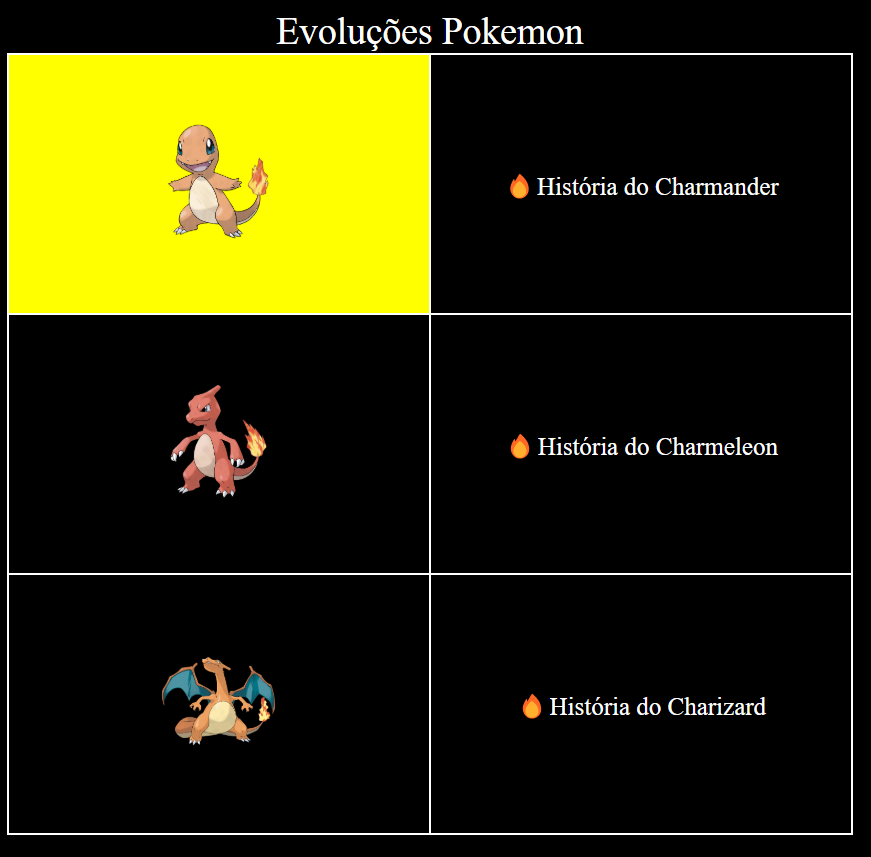 Evoluções Pokemon
🔥 História do Charmander
🔥 História do Charmeleon
🔥 História do Charizard